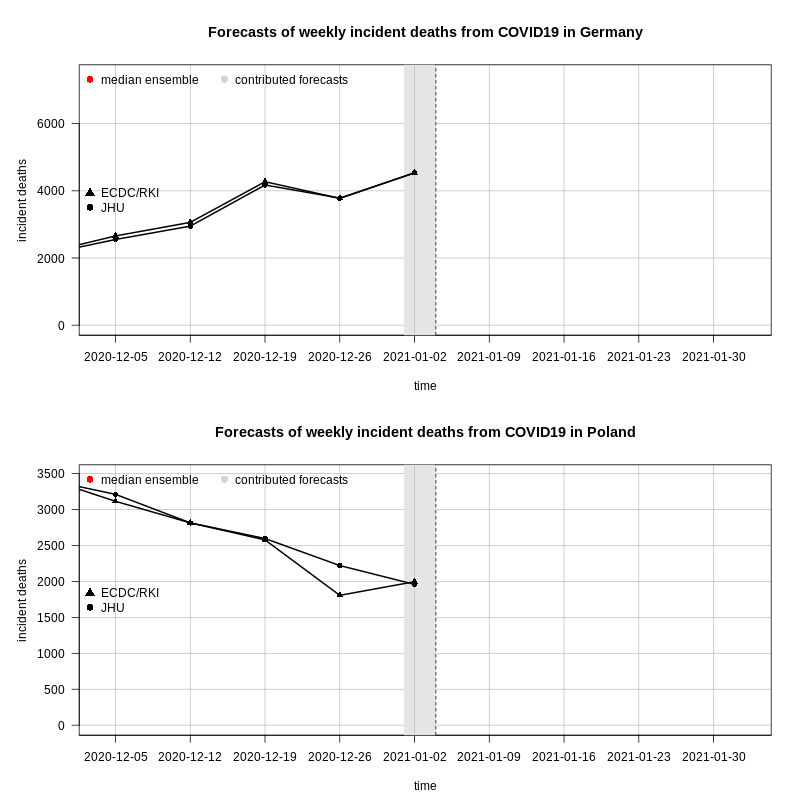 Forecasts of weekly incident deaths from COVID19 in Germany
median ensemble contributed forecasts
6000
4000
2000
0
incident deaths
ECDC/RKI
JHU
2020-12-05 2020-12-12 2020-12-19 2020-12-26 2021-01-02 2021-01-09 2021-01-16 2021-01-23 2021-01-30
time
Forecasts of weekly incident deaths from COVID19 in Poland
median ensemble contributed forecasts
3500
3000
2500
2000
1500
1000
500
0
incident deaths
ECDC/RKI
JHU
2020-12-05 2020-12-12 2020-12-19 2020-12-26 2021-01-02 2021-01-09 2021-01-16 2021-01-23 2021-01-30
time